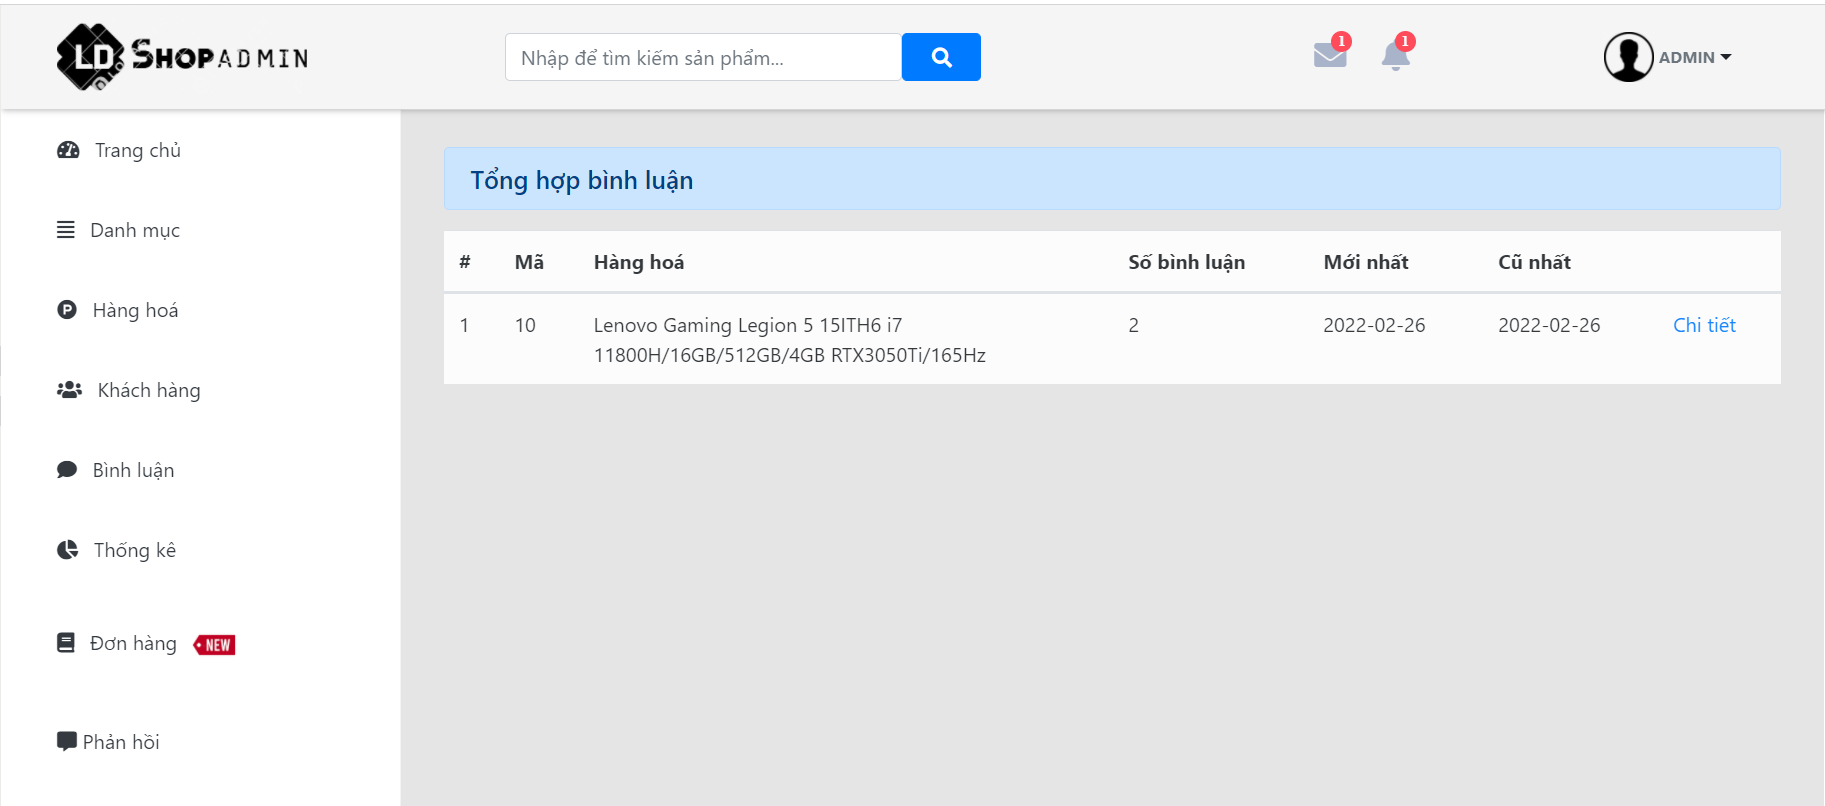 LD SHOP ADMIN
Nhập để tìm kiếm sản phẩm...
1
1
ADMIN
Trang chủ
Danh mục
Hàng hoá
Khách hàng
Bình luận
Thống kê
Đơn hàng NEW
Phản hồi
Tổng hợp bình luận
# Mã Hàng hoá Số bình luận Mới nhất Cũ nhất
1 10 Lenovo Gaming Legion 5 15ITH6 i7 2 2022-02-26 2022-02-26 Chi tiết
11800H/16GB/512GB/4GB RTX3050Ti/165Hz